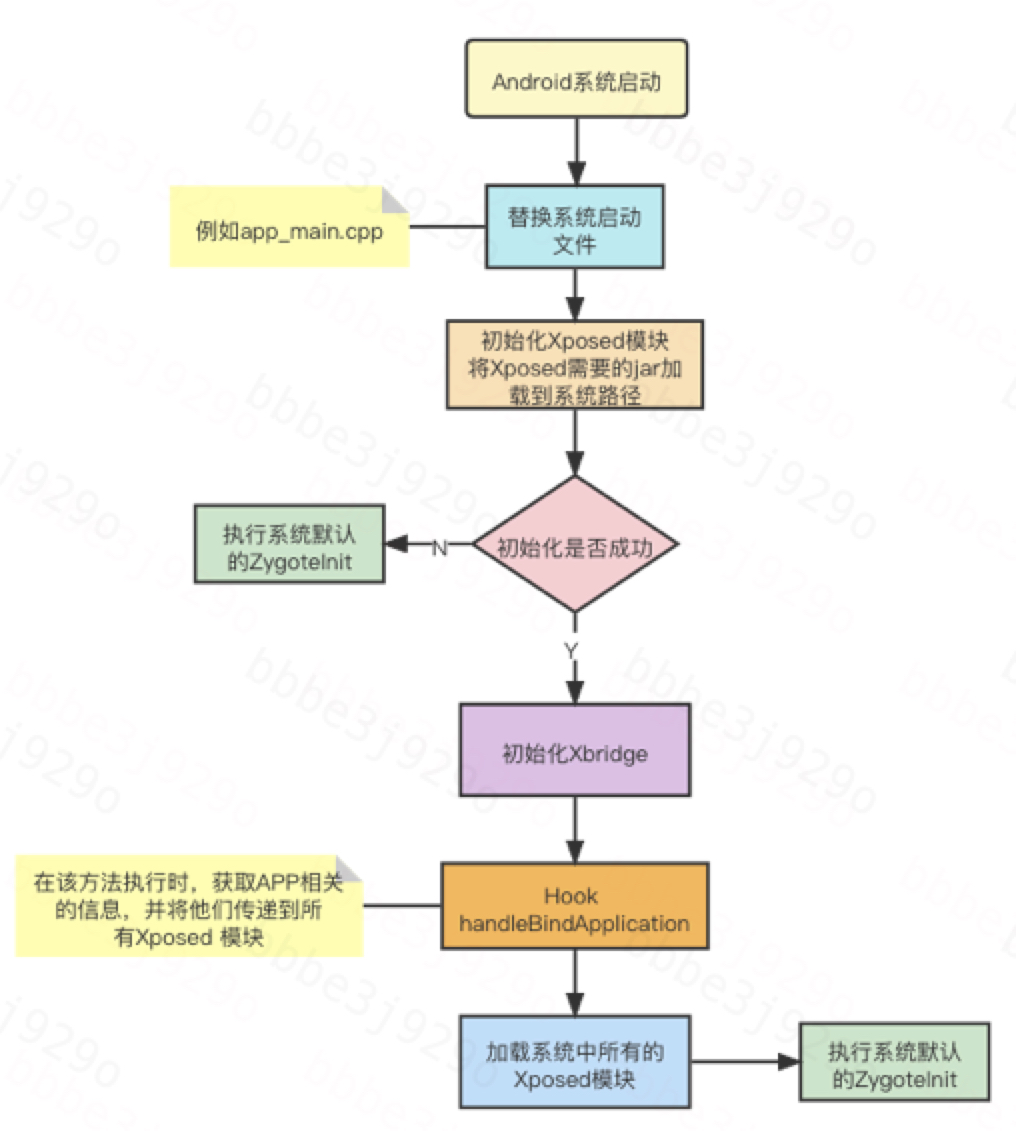 Android系统启动
替换系统启动
文件
例如app_main.cpp
初始化Xposed模块
将Xposed需要的jar加
载到系统路径
初始化是否成功
N
执行系统默认
的ZygoteInit
Y
初始化Xbridge
Hook
handleBindApplication
在该方法执行时，获取APP相关
的信息，并将他们传递到所
有Xposed 模块
加载系统中所有的
Xposed模块
执行系统默认
的ZygoteInit
bbbe3j929o